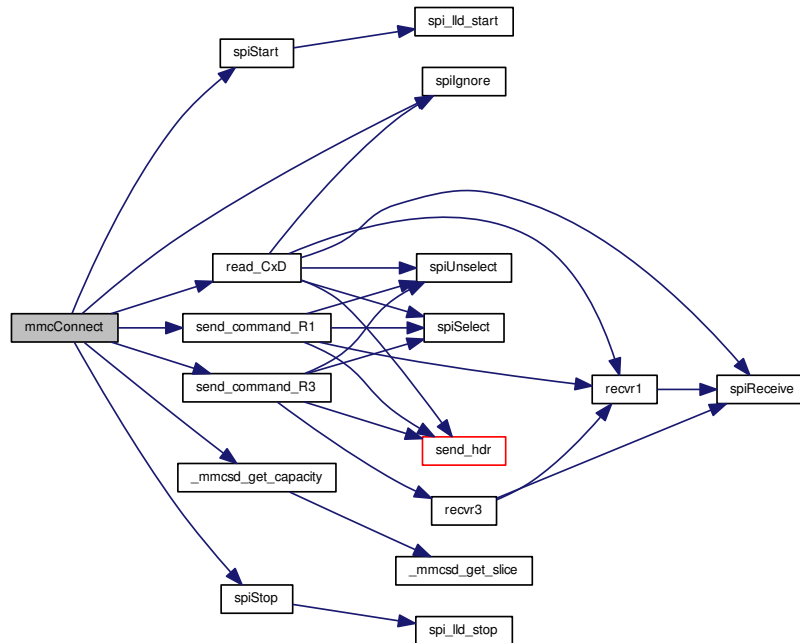 spi_lld_start
spiStart
spiIgnore
read_CxD
spiUnselect
mmcConnect
send_command_R1
spiSelect
send_command_R3
recvr1
spiReceive
send_hdr
_mmcsd_get_capacity
recvr3
_mmcsd_get_slice
spiStop
spi_lld_stop